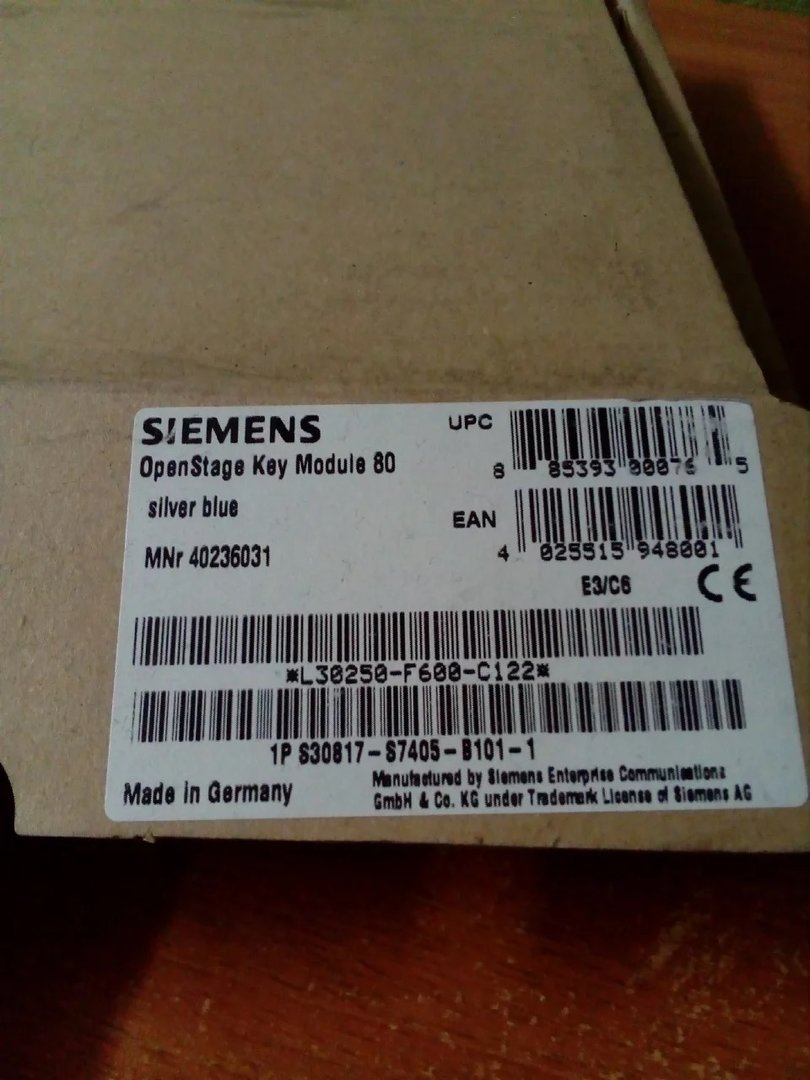 SIEMENS
OpenStage Key Module 80
silver blue
MNr 40236031
UPC
8 85393 00076 5
EAN
4 025515 948001
E3/C6
CE
*L30250-F600-C122*
1P S30817-S7405-B101-1
Made in Germany
Manufactured by Siemens Enterprise Communications
GmbH & Co. KG under Trademark License of Siemens AG